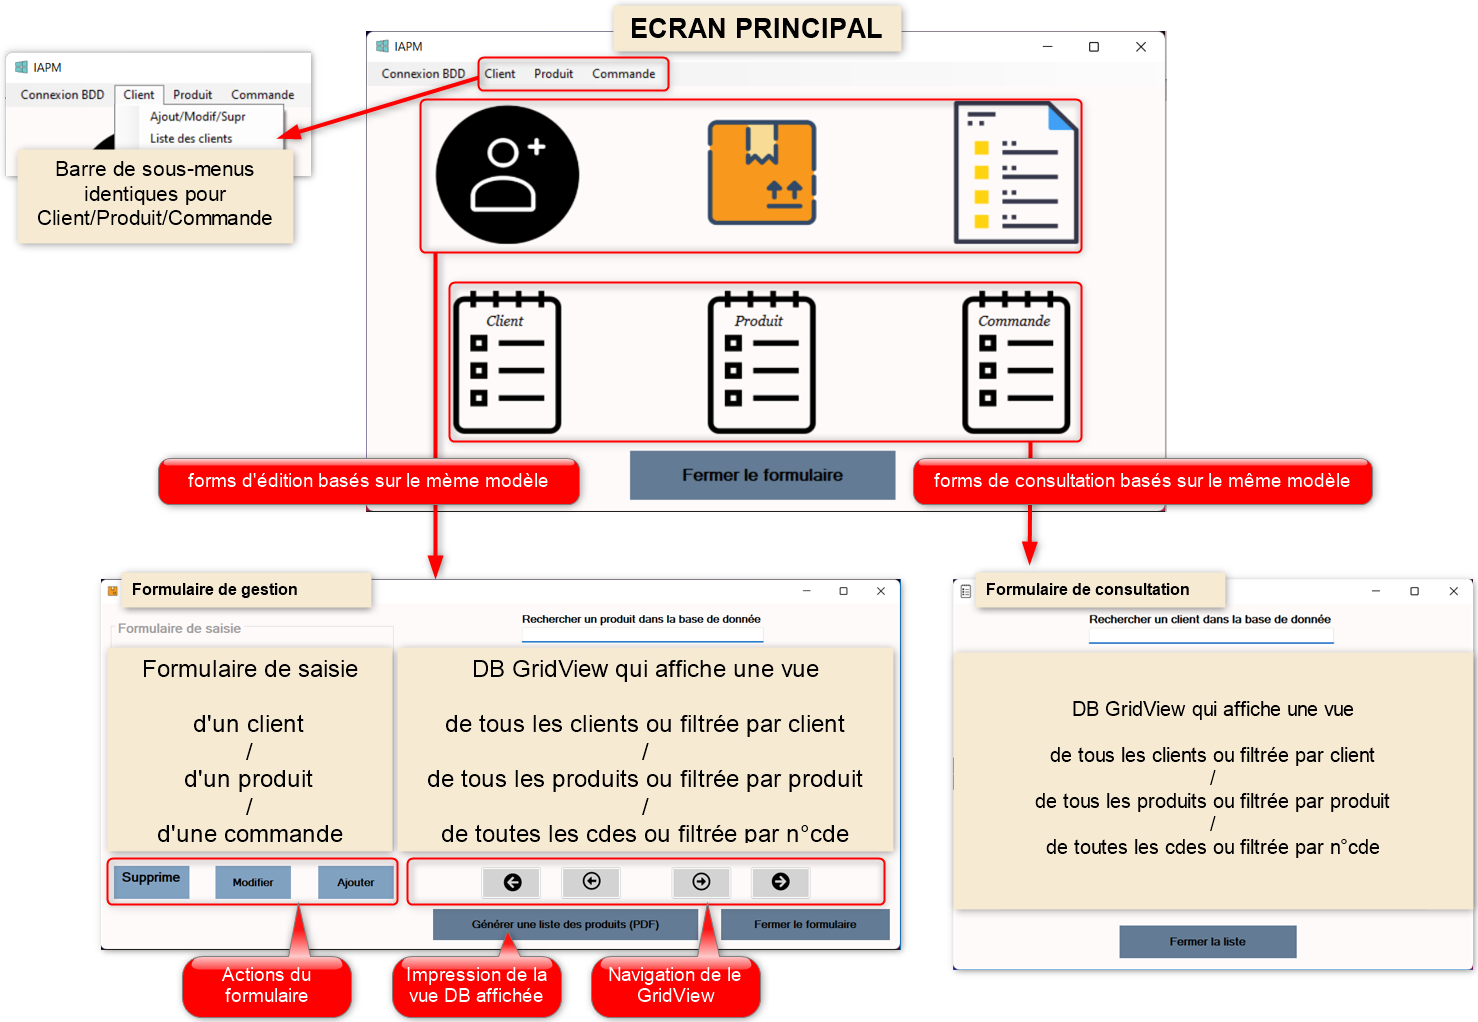 ECRAN PRINCIPAL
IAPM
Connexion BDD Client Produit Commande
IAPM
Connexion BDD Client Produit Commande
Ajout/Modif/Supr
Liste des clients
Barre de sous-menus
identiques pour
Client/Produit/Commande
Client
Produit
Commande
Fermer le formulaire
forms d'édition basés sur le mème modèle
forms de consultation basés sur le même modèle
Formulaire de gestion
Rechercher un produit dans la base de donnée
Formulaire de saisie
Formulaire de saisie
d'un client
/
d'un produit
/
d'une commande
DB GridView qui affiche une vue
de tous les clients ou filtrée par client
/
de tous les produits ou filtrée par produit
/
de toutes les cdes ou filtrée par n°cde
Supprime
Modifier
Ajouter
Générer une liste des produits (PDF)
Fermer le formulaire
Actions du
formulaire
Impression de la
vue DB affichée
Navigation de le
GridView
Formulaire de consultation
Rechercher un client dans la base de donnée
DB GridView qui affiche une vue
de tous les clients ou filtrée par client
/
de tous les produits ou filtrée par produit
/
de toutes les cdes ou filtrée par n°cde
Fermer la liste